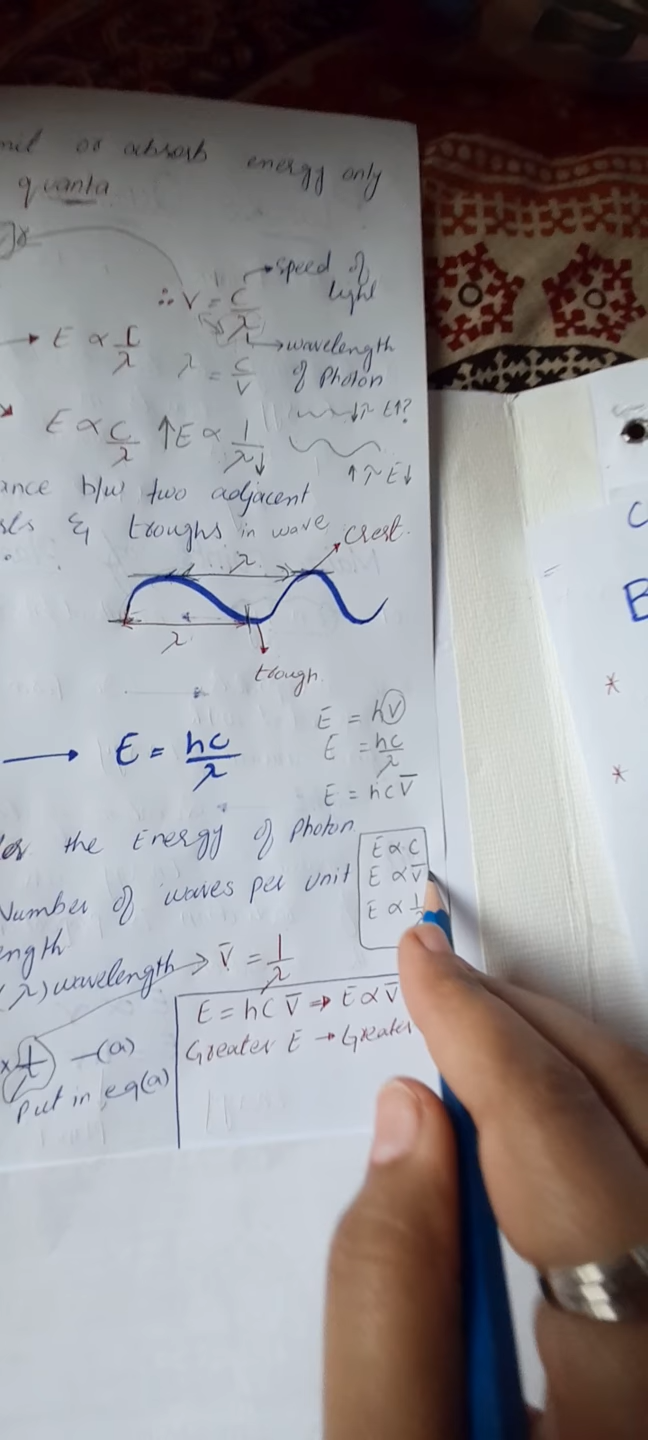 or absorb energy only
quanta
→ speed of
light
∴ V = C/λ
→ wavelength
of Photon
→ E ∝ C/λ
λ = C/V
↓λ E↑?
E ∝ C/λ ↑E ∝ 1/λ↓
↑λ E↓
b/w two adjacent
& troughs in wave
crest.
λ
λ
trough.
E = hV
→ E = hc/λ
E = hc/λ
E = hcV̅
the Energy of Photon
E ∝ C
Number of waves per unit
E ∝ V̅
E ∝ 1/λ
(λ) wavelength → V̅ = 1/λ
E = hc V̅ → E ∝ V̅
Greater E → Greater
× 1/λ —(a)
Put in eq(a)
C
B
*
*